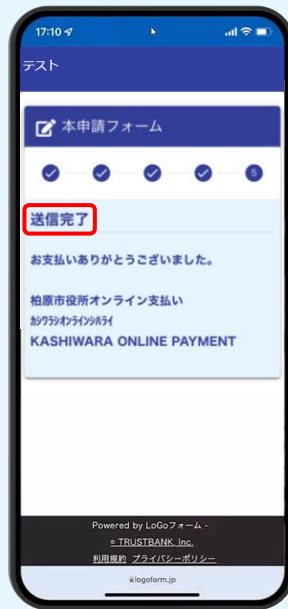 17:10
テスト
本申請フォーム
5
送信完了
お支払いありがとうございました。
柏原市役所オンライン支払い
カシワラシオンラインシハライ
KASHIWARA ONLINE PAYMENT
Powered by LoGoフォーム -
© TRUSTBANK, Inc.
利用規約 プライバシーポリシー
logoform.jp